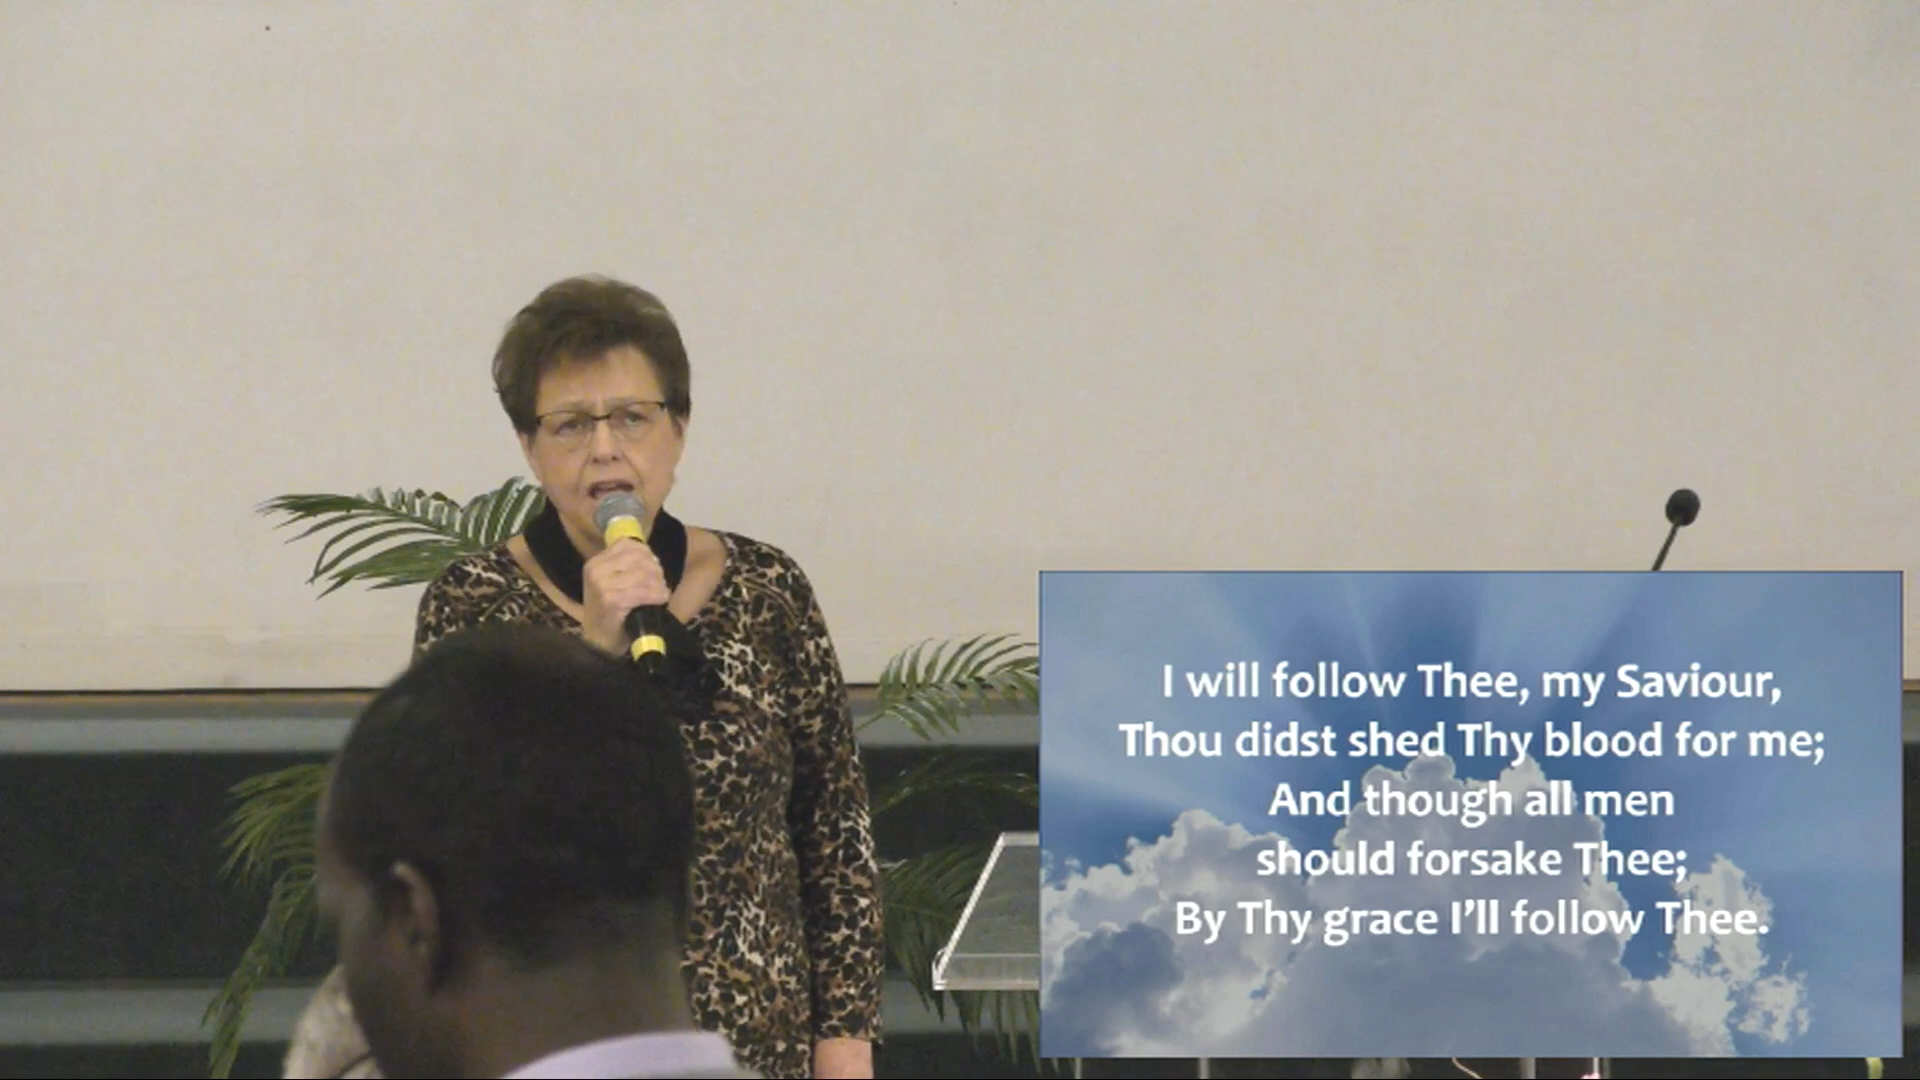 I will follow Thee, my Saviour,
Thou didst shed Thy blood for me;
And though all men
should forsake Thee;
By Thy grace I'll follow Thee.